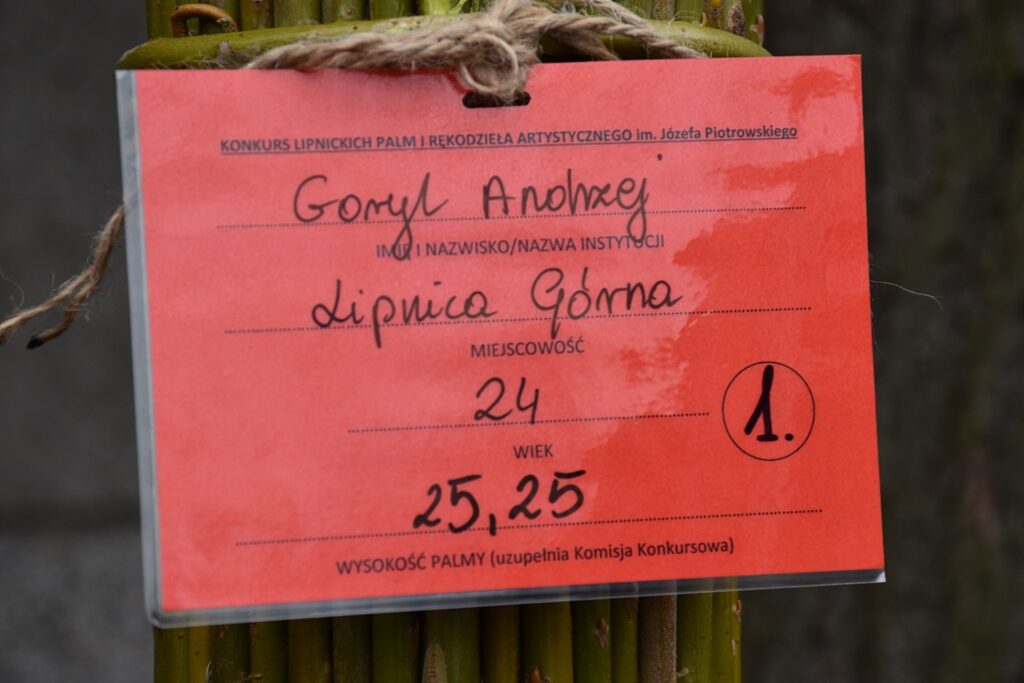 KONKURS LIPNICKICH PALM I RĘKODZIEŁA ARTYSTYCZNEGO im. Józefa Piotrowskiego
Goryl Andrzej
IMIĘ I NAZWISKO/NAZWA INSTYTUCJI
Lipnica Górna
MIEJSCOWOŚĆ
24
1.
WIEK
25,25
WYSOKOŚĆ PALMY (uzupełnia Komisja Konkursowa)